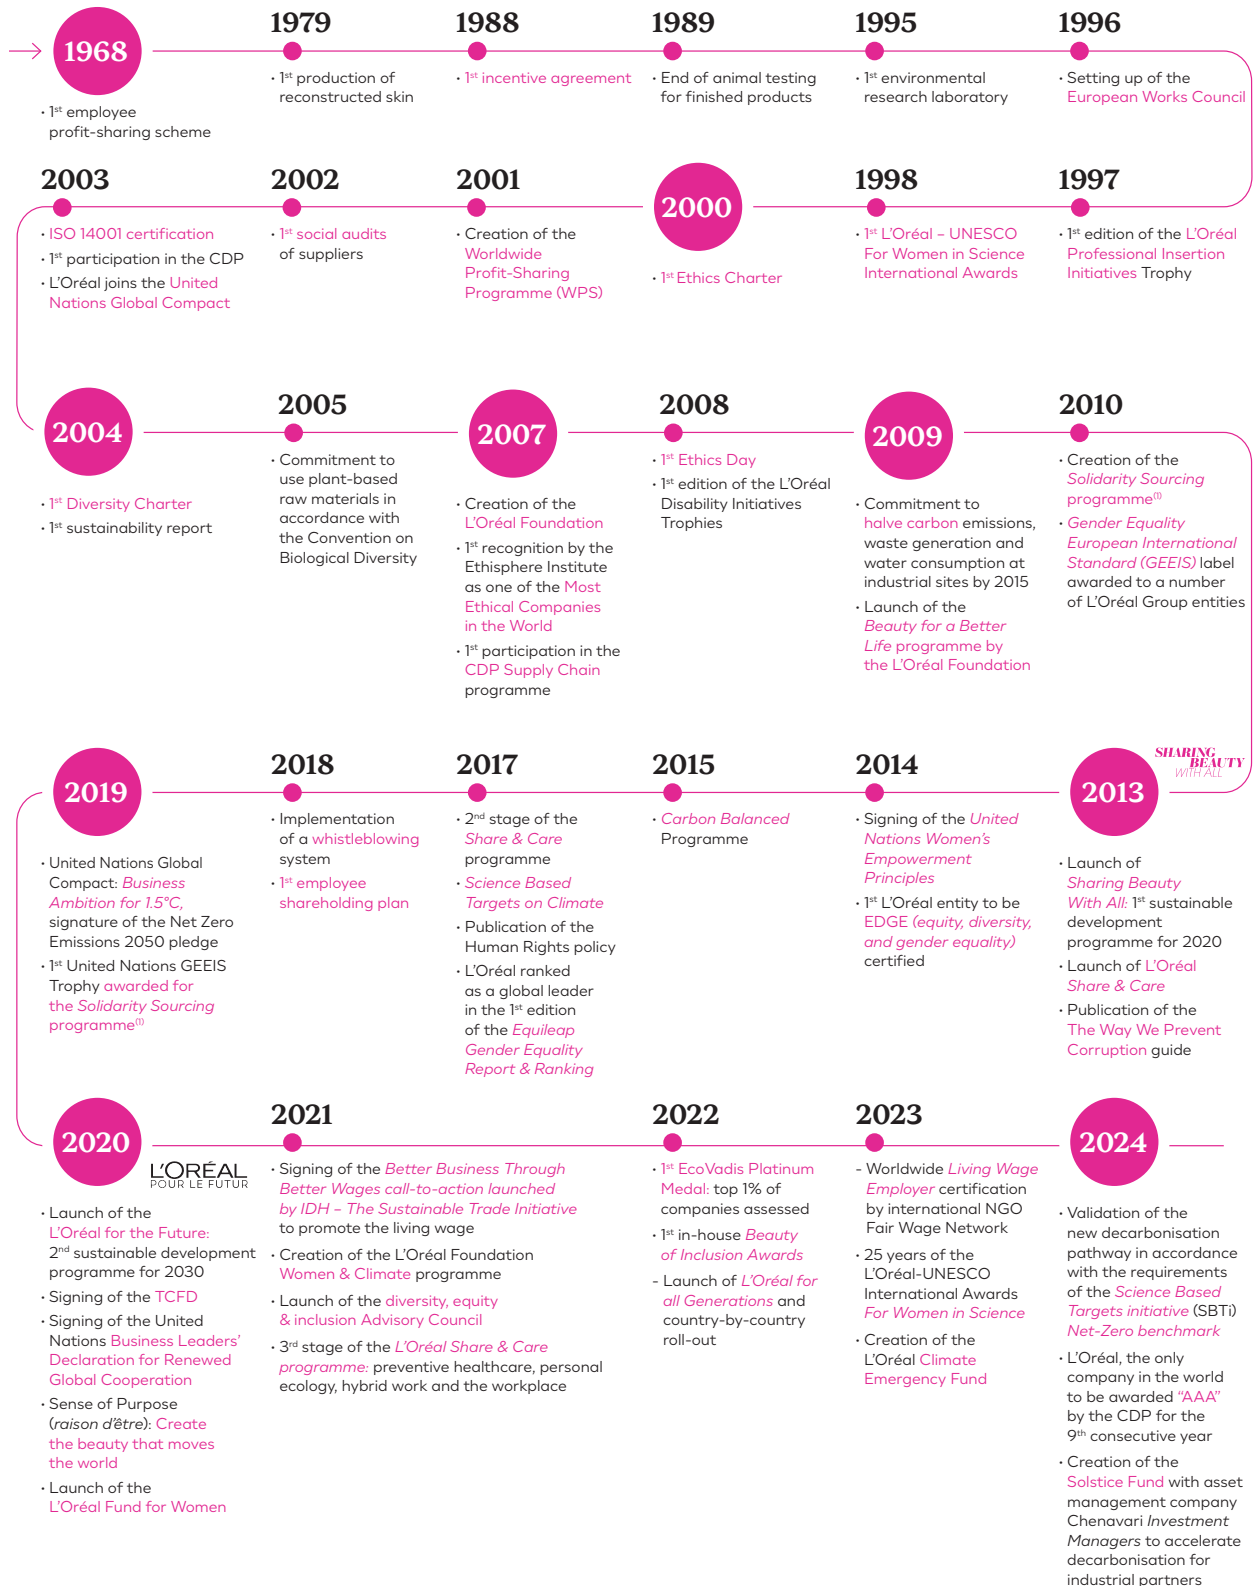 1968
· 1st employee
profit-sharing scheme
1979
· 1st production of
reconstructed skin
1988
· 1st incentive agreement
1989
· End of animal testing
for finished products
1995
· 1st environmental
research laboratory
1996
· Setting up of the
European Works Council
1997
· 1st edition of the L'Oréal
Professional Insertion
Initiatives Trophy
1998
· 1st L'Oréal – UNESCO
For Women in Science
International Awards
2000
· 1st Ethics Charter
2001
· Creation of the
Worldwide
Profit-Sharing
Programme (WPS)
2002
· 1st social audits
of suppliers
2003
· ISO 14001 certification
· 1st participation in the CDP
· L'Oréal joins the United
Nations Global Compact
2004
· 1st Diversity Charter
· 1st sustainability report
2005
· Commitment to
use plant-based
raw materials in
accordance with
the Convention on
Biological Diversity
2007
· Creation of the
L'Oréal Foundation
· 1st recognition by the
Ethisphere Institute
as one of the Most
Ethical Companies
in the World
· 1st participation in the
CDP Supply Chain
programme
2008
· 1st Ethics Day
· 1st edition of the L'Oréal
Disability Initiatives
Trophies
2009
· Commitment to
halve carbon emissions,
waste generation and
water consumption at
industrial sites by 2015
· Launch of the
Beauty for a Better
Life programme by
the L'Oréal Foundation
2010
· Creation of the
Solidarity Sourcing
programme(1)
· Gender Equality
European International
Standard (GEEIS) label
awarded to a number
of L'Oréal Group entities
SHARING
BEAUTY
WITH ALL
2013
· Launch of
Sharing Beauty
With All: 1st sustainable
development
programme for 2020
· Launch of L'Oréal
Share & Care
· Publication of the
The Way We Prevent
Corruption guide
2014
· Signing of the United
Nations Women's
Empowerment
Principles
· 1st L'Oréal entity to be
EDGE (equity, diversity,
and gender equality)
certified
2015
· Carbon Balanced
Programme
2017
· 2nd stage of the
Share & Care
programme
· Science Based
Targets on Climate
· Publication of the
Human Rights policy
· L'Oréal ranked
as a global leader
in the 1st edition
of the Equileap
Gender Equality
Report & Ranking
2018
· Implementation
of a whistleblowing
system
· 1st employee
shareholding plan
2019
· United Nations Global
Compact: Business
Ambition for 1.5°C,
signature of the Net Zero
Emissions 2050 pledge
· 1st United Nations GEEIS
Trophy awarded for
the Solidarity Sourcing
programme(1)
2020
L'ORÉAL
POUR LE FUTUR
· Launch of the
L'Oréal for the Future:
2nd sustainable development
programme for 2030
· Signing of the TCFD
· Signing of the United
Nations Business Leaders'
Declaration for Renewed
Global Cooperation
· Sense of Purpose
(raison d'être): Create
the beauty that moves
the world
· Launch of the
L'Oréal Fund for Women
2021
· Signing of the Better Business Through
Better Wages call-to-action launched
by IDH – The Sustainable Trade Initiative
to promote the living wage
· Creation of the L'Oréal Foundation
Women & Climate programme
· Launch of the diversity, equity
& inclusion Advisory Council
· 3rd stage of the L'Oréal Share & Care
programme: preventive healthcare, personal
ecology, hybrid work and the workplace
2022
· 1st EcoVadis Platinum
Medal: top 1% of
companies assessed
· 1st in-house Beauty
of Inclusion Awards
- Launch of L'Oréal for
all Generations and
country-by-country
roll-out
2023
- Worldwide Living Wage
Employer certification
by international NGO
Fair Wage Network
· 25 years of the
L'Oréal-UNESCO
International Awards
For Women in Science
· Creation of the
L'Oréal Climate
Emergency Fund
2024
· Validation of the
new decarbonisation
pathway in accordance
with the requirements
of the Science Based
Targets initiative (SBTi)
Net-Zero benchmark
· L'Oréal, the only
company in the world
to be awarded “AAA”
by the CDP for the
9th consecutive year
· Creation of the
Solstice Fund with asset
management company
Chenavari Investment
Managers to accelerate
decarbonisation for
industrial partners